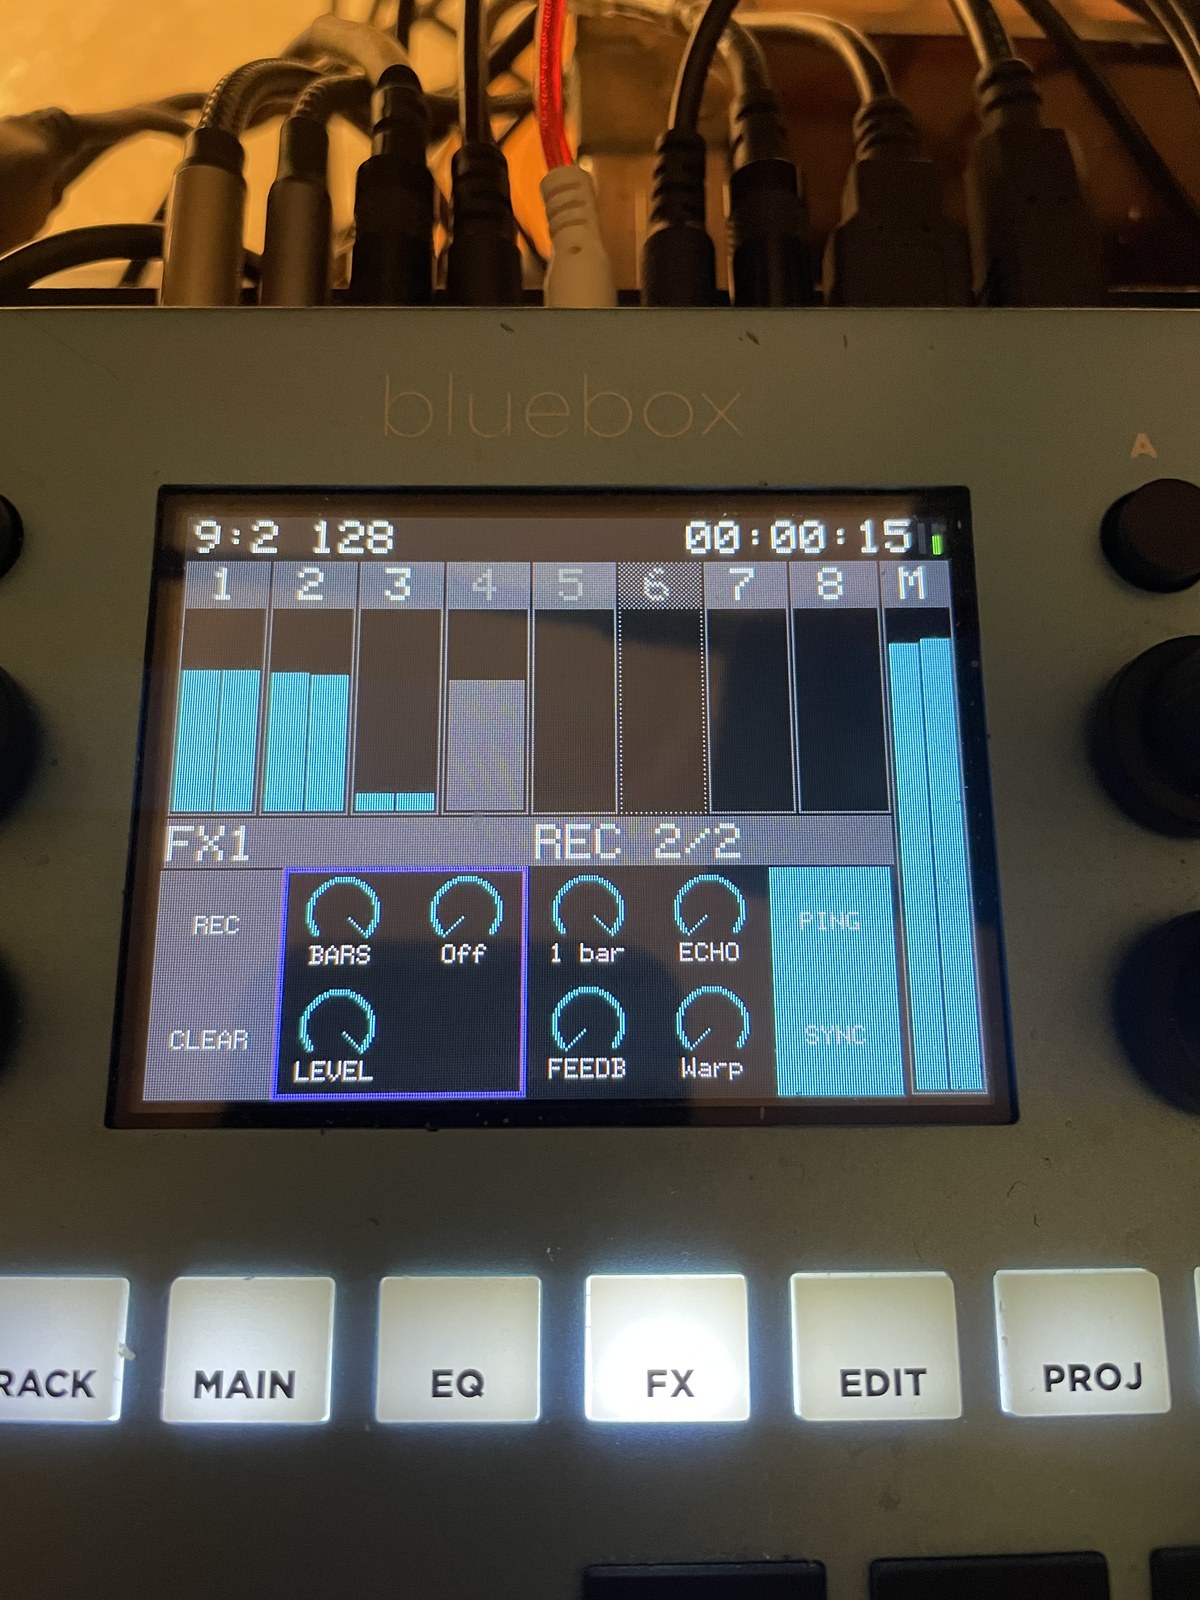 bluebox
A
9:2 128 00:00:15
1 2 3 4 5 6 7 8 M
FX1 REC 2/2
REC BARS Off 1 bar ECHO PING
CLEAR LEVEL FEEDB Warp SYNC
RACK MAIN EQ FX EDIT PROJ